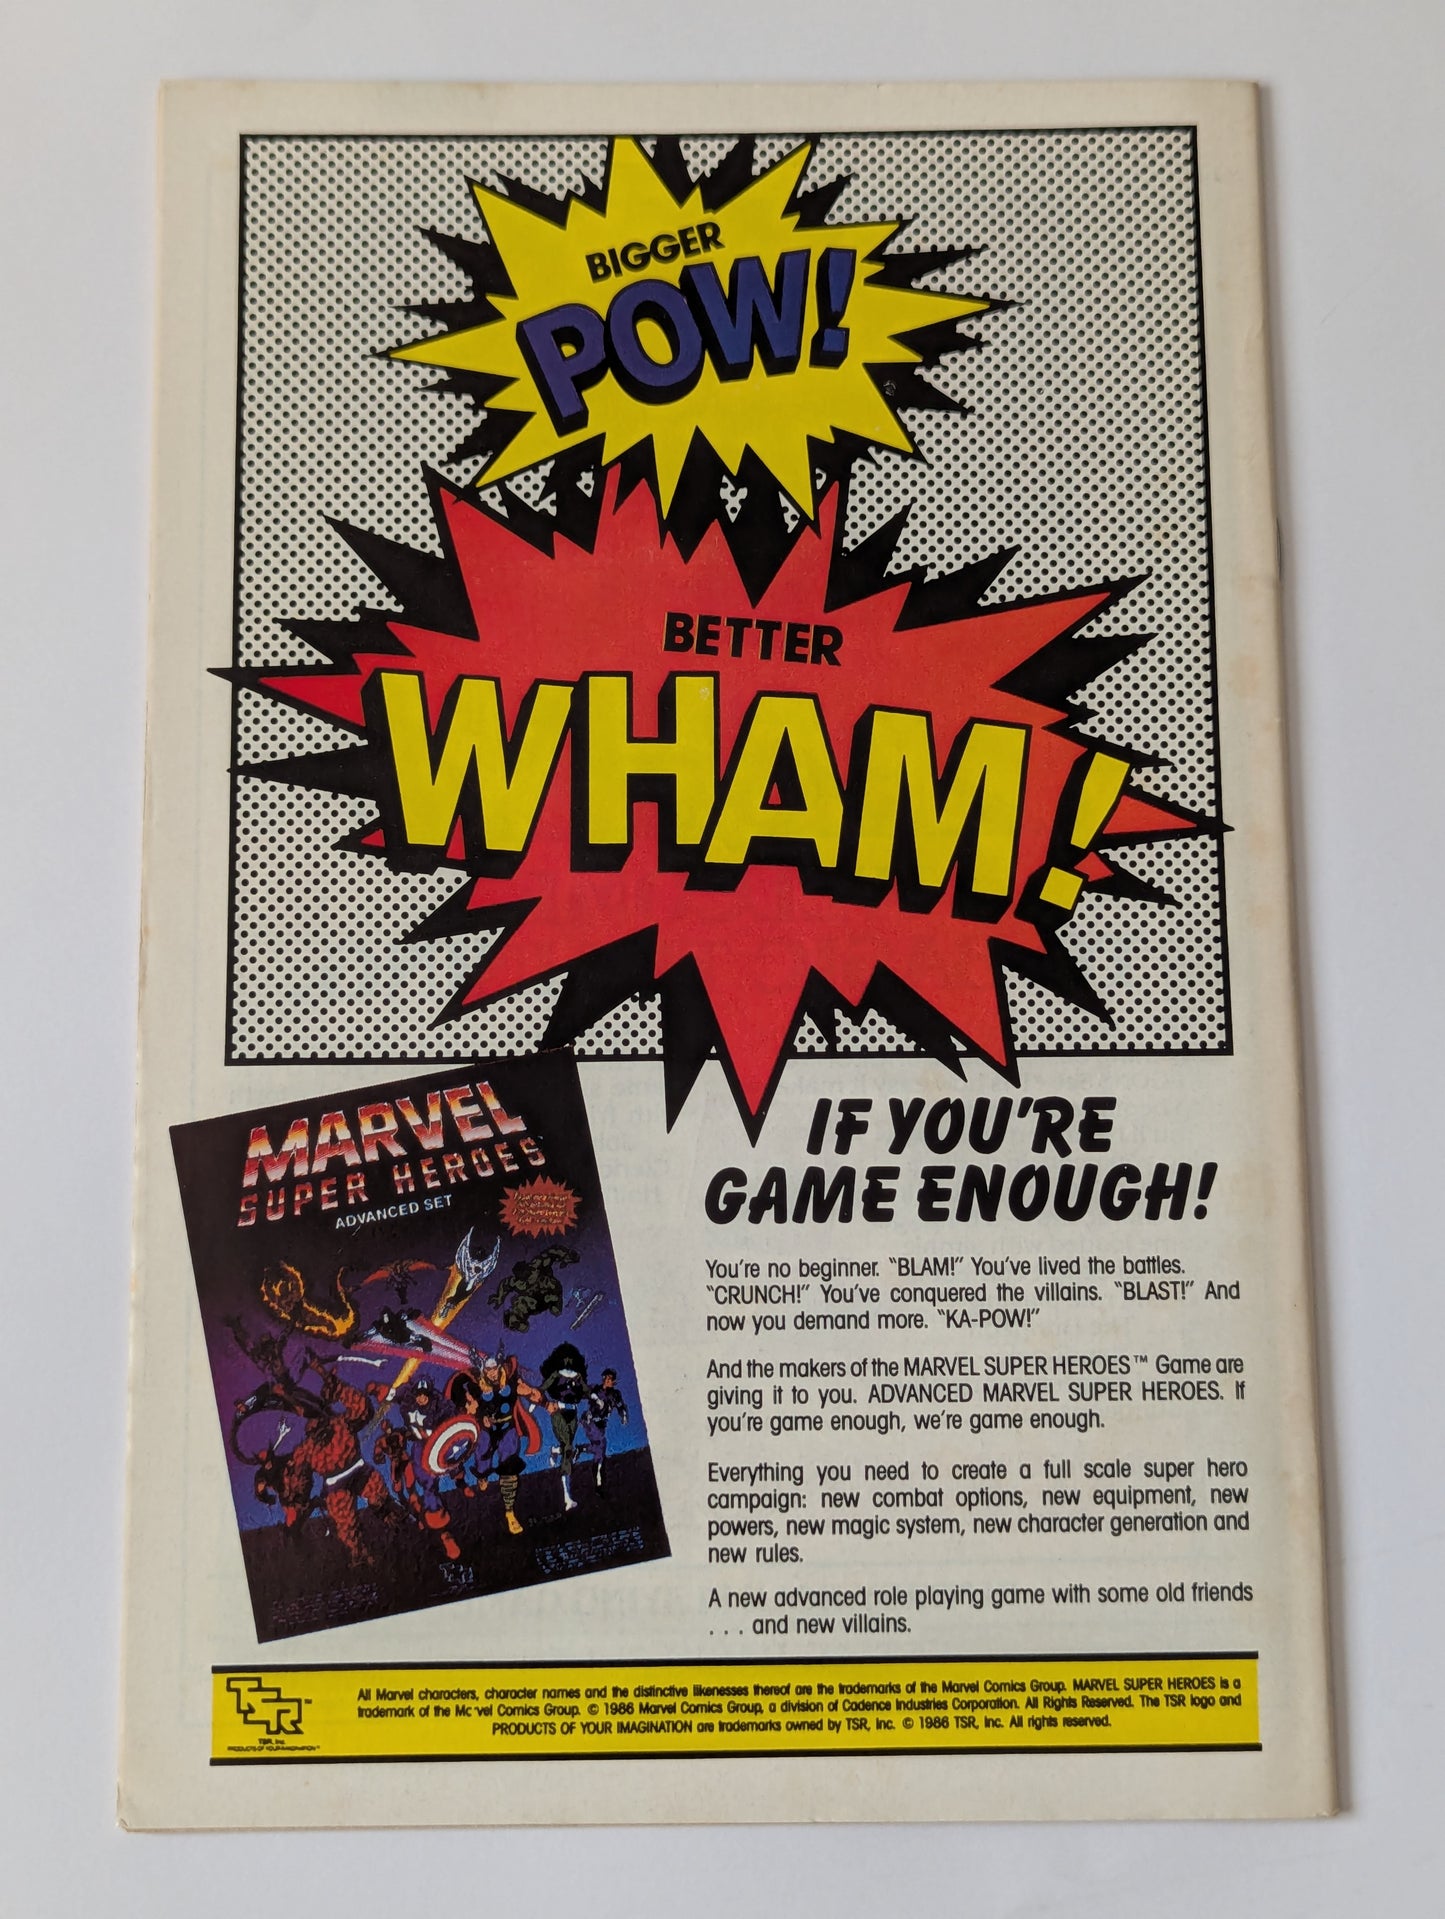 BIGGER
POW!
BETTER
WHAM!
MARVEL
SUPER HEROES
ADVANCED SET
IF YOU'RE
GAME ENOUGH!
You're no beginner. "BLAM!" You've lived the battles.
"CRUNCH!" You've conquered the villains. "BLAST!" And
now you demand more. "KA-POW!"
And the makers of the MARVEL SUPER HEROES™ Game are
giving it to you. ADVANCED MARVEL SUPER HEROES. If
you're game enough, we're game enough.
Everything you need to create a full scale super hero
campaign: new combat options, new equipment, new
powers, new magic system, new character generation and
new rules.
A new advanced role playing game with some old friends
. . . and new villains.
TSR™
TSR, Inc.
PRODUCTS OF YOUR IMAGINATION™
All Marvel characters, character names and the distinctive likenesses thereof are the trademarks of the Marvel Comics Group. MARVEL SUPER HEROES is a
trademark of the Marvel Comics Group. © 1986 Marvel Comics Group, a division of Cadence Industries Corporation. All Rights Reserved. The TSR logo and
PRODUCTS OF YOUR IMAGINATION are trademarks owned by TSR, Inc. © 1986 TSR, Inc. All rights reserved.